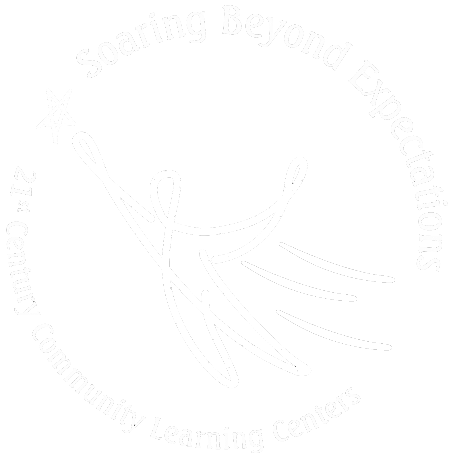 Soaring Beyond Expectations
21st Century Community Learning Centers